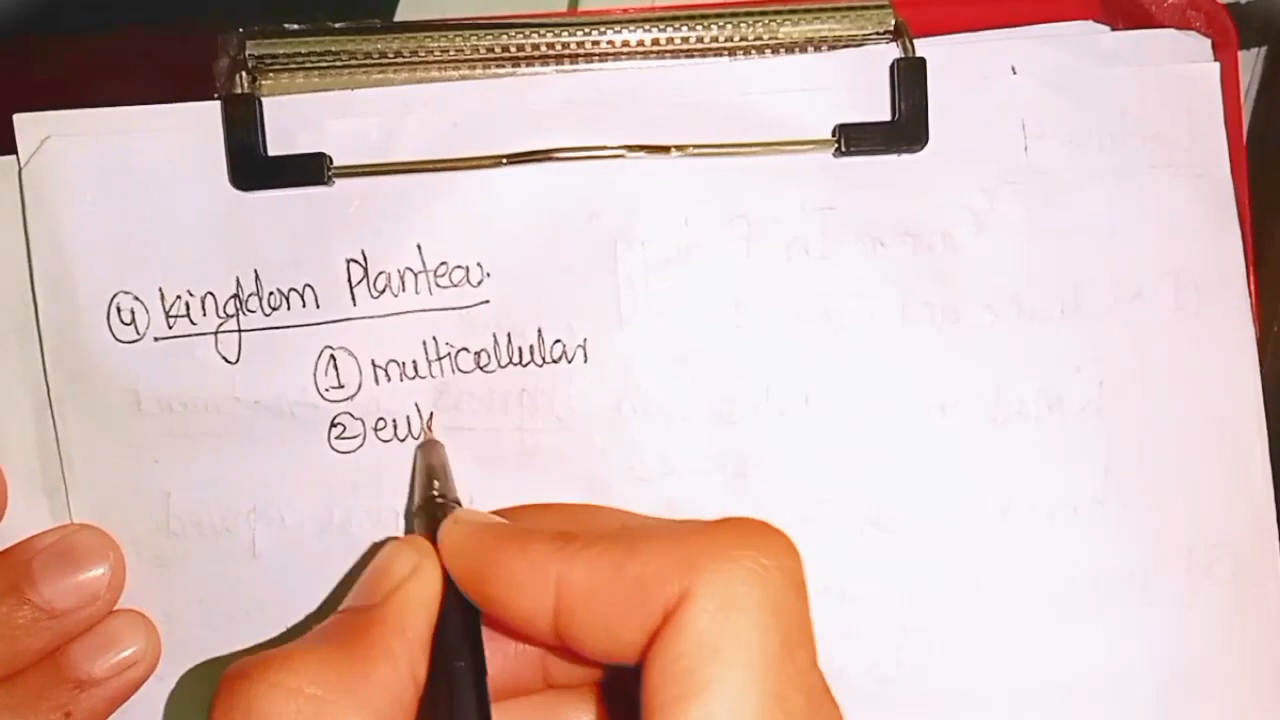 ④ Kingdom Plantea.
① multicellular
② euk